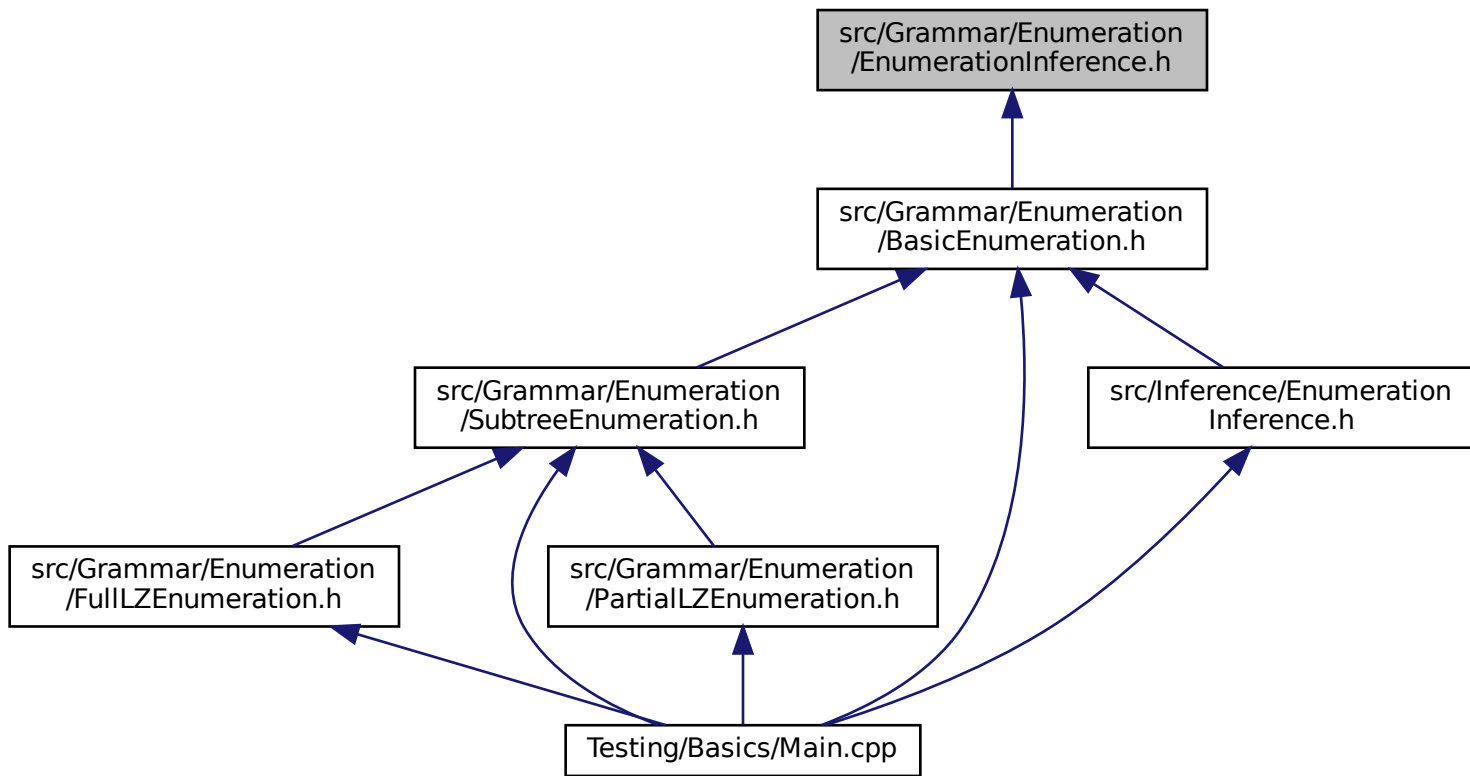 src/Grammar/Enumeration
/EnumerationInference.h
src/Grammar/Enumeration
/BasicEnumeration.h
src/Grammar/Enumeration
/SubtreeEnumeration.h
src/Inference/Enumeration
Inference.h
src/Grammar/Enumeration
/FullLZEnumeration.h
src/Grammar/Enumeration
/PartialLZEnumeration.h
Testing/Basics/Main.cpp